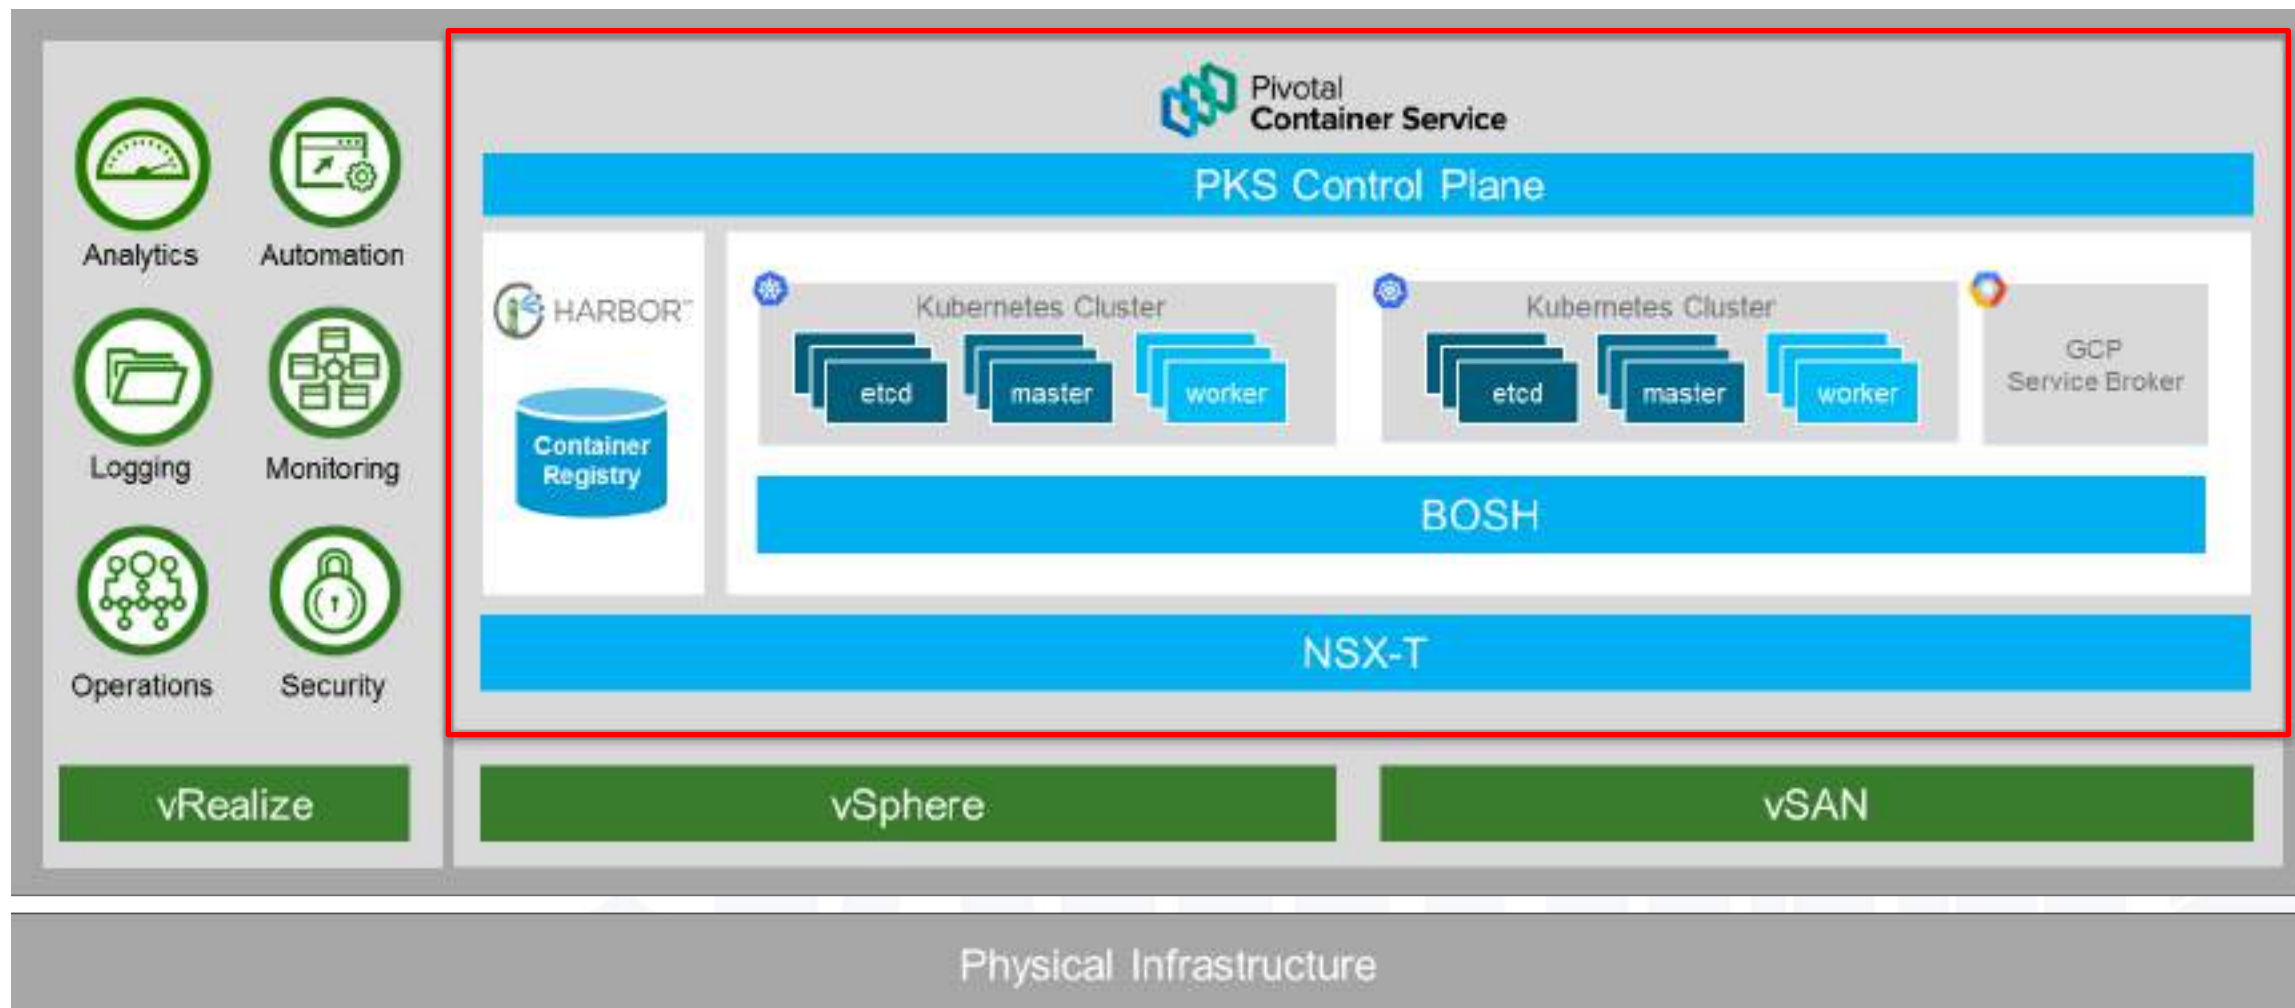 Analytics
Automation
Logging
Monitoring
Operations
Security
vRealize
Pivotal
Container Service
PKS Control Plane
HARBOR™
Container
Registry
Kubernetes Cluster
etcd
master
worker
Kubernetes Cluster
etcd
master
worker
GCP
Service Broker
BOSH
NSX-T
vSphere
vSAN
Physical Infrastructure